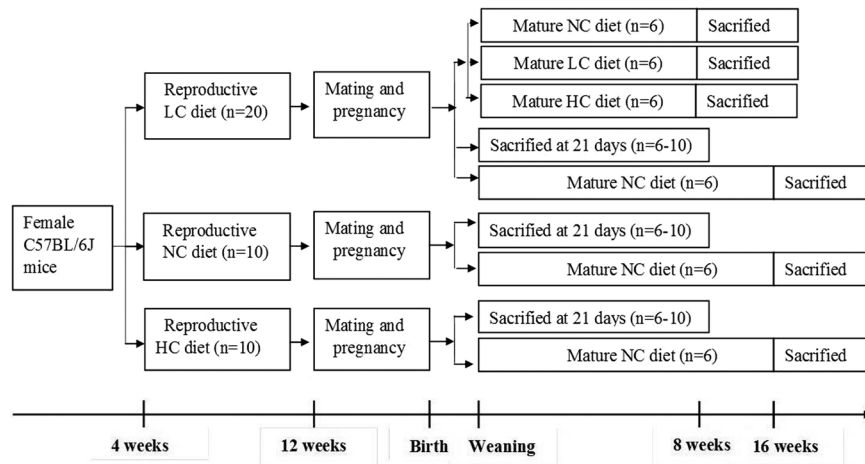 Mature NC diet (n=6) Sacrified
Mature LC diet (n=6) Sacrified
Mature HC diet (n=6) Sacrified
Reproductive
LC diet (n=20)
Mating and
pregnancy
Sacrified at 21 days (n=6-10)
Mature NC diet (n=6) Sacrified
Female
C57BL/6J
mice
Reproductive
NC diet (n=10)
Mating and
pregnancy
Sacrified at 21 days (n=6-10)
Mature NC diet (n=6) Sacrified
Reproductive
HC diet (n=10)
Mating and
pregnancy
Sacrified at 21 days (n=6-10)
Mature NC diet (n=6) Sacrified
4 weeks 12 weeks Birth Weaning 8 weeks 16 weeks